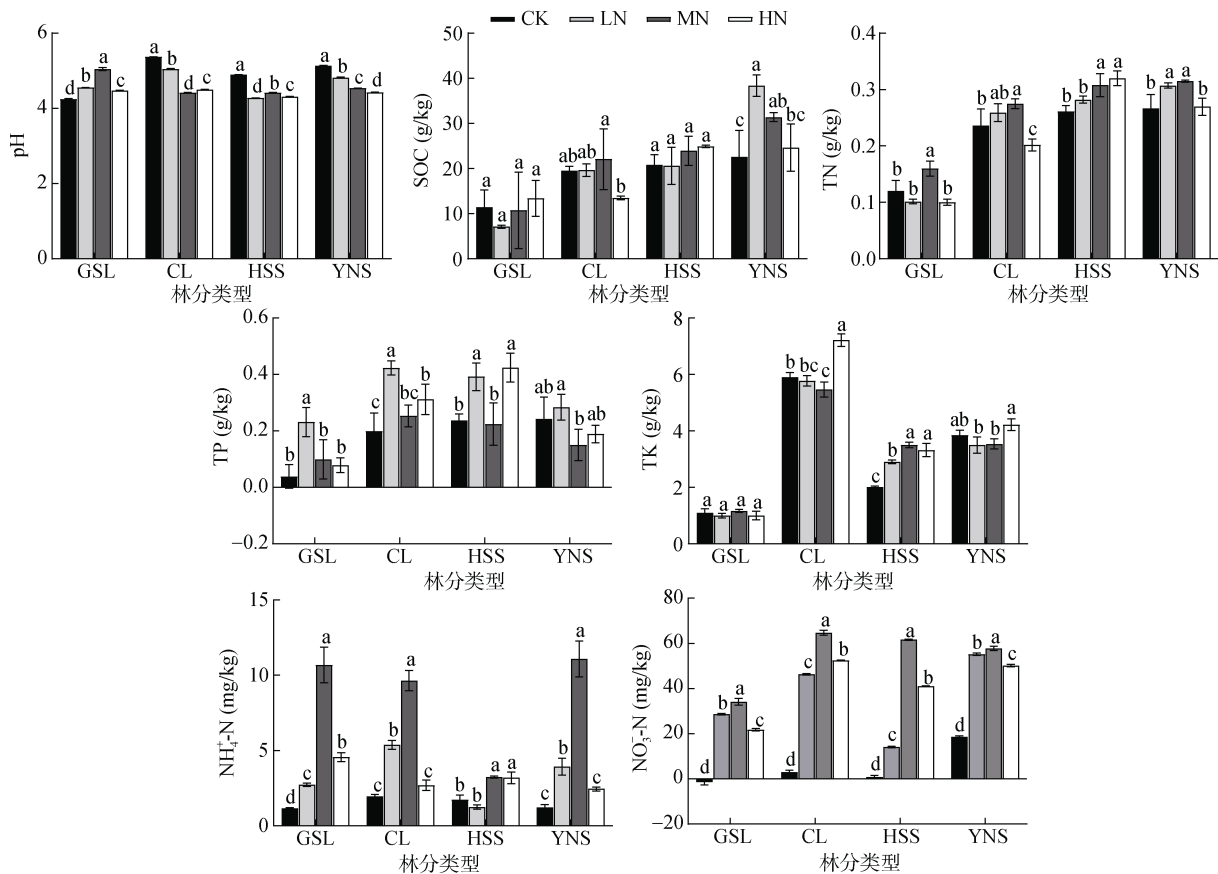 CK LN MN HN
pH
6
4
2
0
d b a c
a b d c
a d b c
a b c d
GSL CL HSS YNS
林分类型
SOC (g/kg)
50
40
30
20
10
0
a a a a
ab ab a b
a a a a
c a ab bc
GSL CL HSS YNS
林分类型
TN (g/kg)
0.4
0.3
0.2
0.1
0.0
b b a b
b ab a c
b b a a
b a a b
GSL CL HSS YNS
林分类型
TP (g/kg)
0.6
0.4
0.2
0.0
−0.2
b a b b
c a bc b
b a b a
ab a b ab
GSL CL HSS YNS
林分类型
TK (g/kg)
8
6
4
2
0
a a a a
b bc c a
c b a a
ab b b a
GSL CL HSS YNS
林分类型
NH₄⁺-N (mg/kg)
15
10
5
0
d c a b
c b a c
b b a a
c b a c
GSL CL HSS YNS
林分类型
NO₃⁻-N (mg/kg)
80
60
40
20
0
−20
d b a c
d c a b
d c a b
d b a c
GSL CL HSS YNS
林分类型